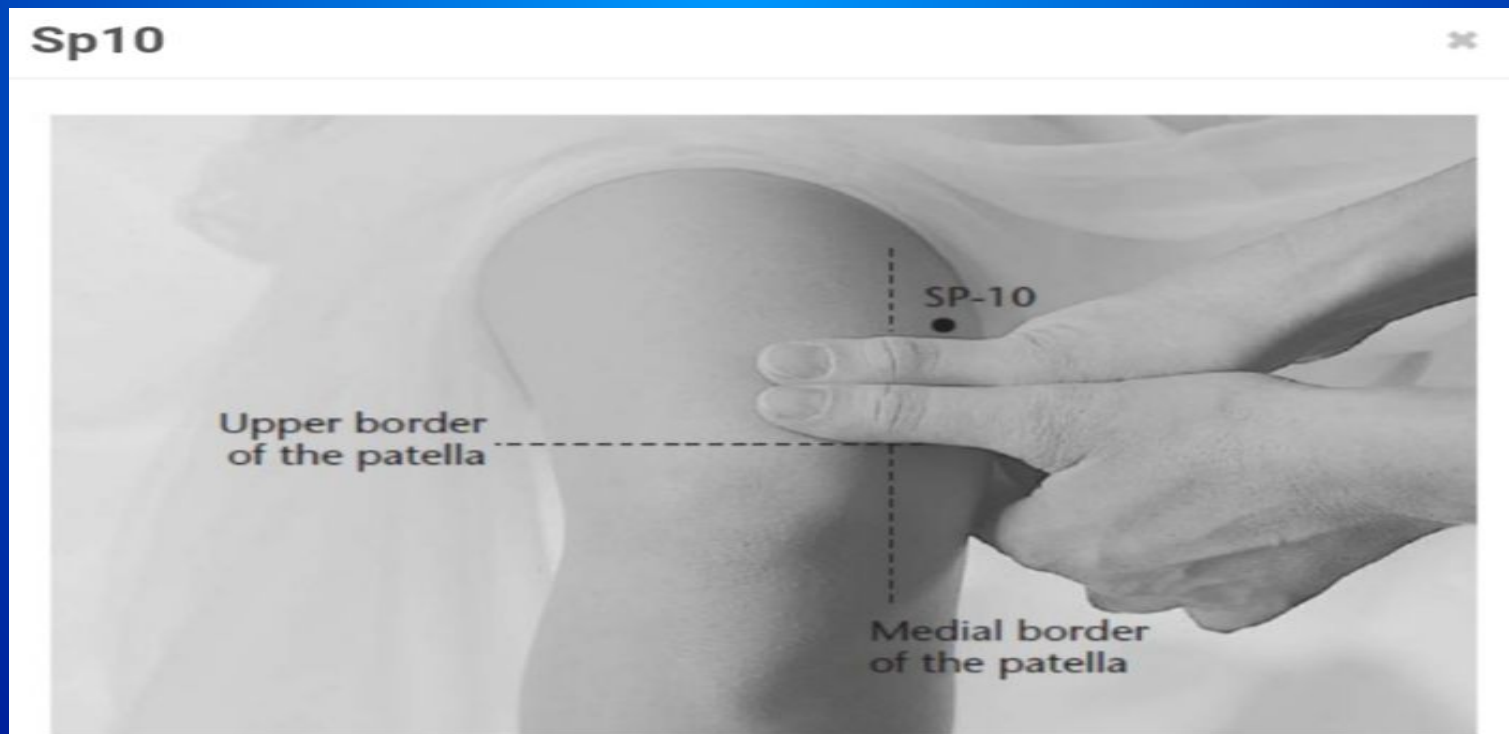 Sp10
SP-10
Upper border
of the patella
Medial border
of the patella